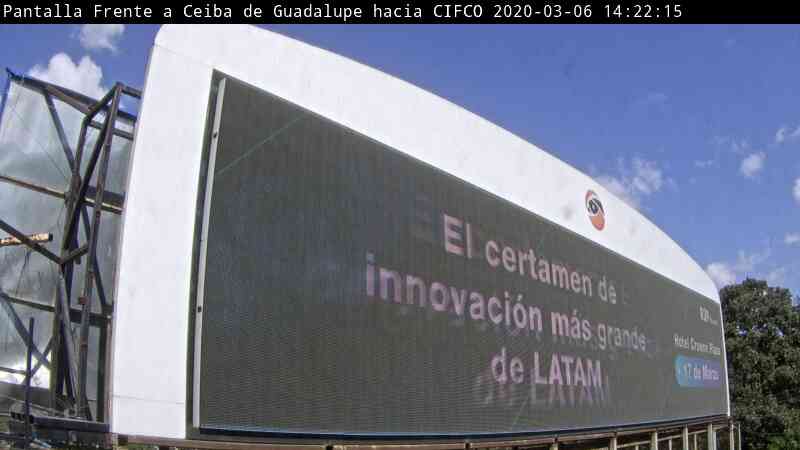 Pantalla Frente a Ceiba de Guadalupe hacia CIFCO 2020-03-06 14:22:15
El certamen de
innovación más grande
de LATAM
Hotel Crowne Plaza
17 de Marzo